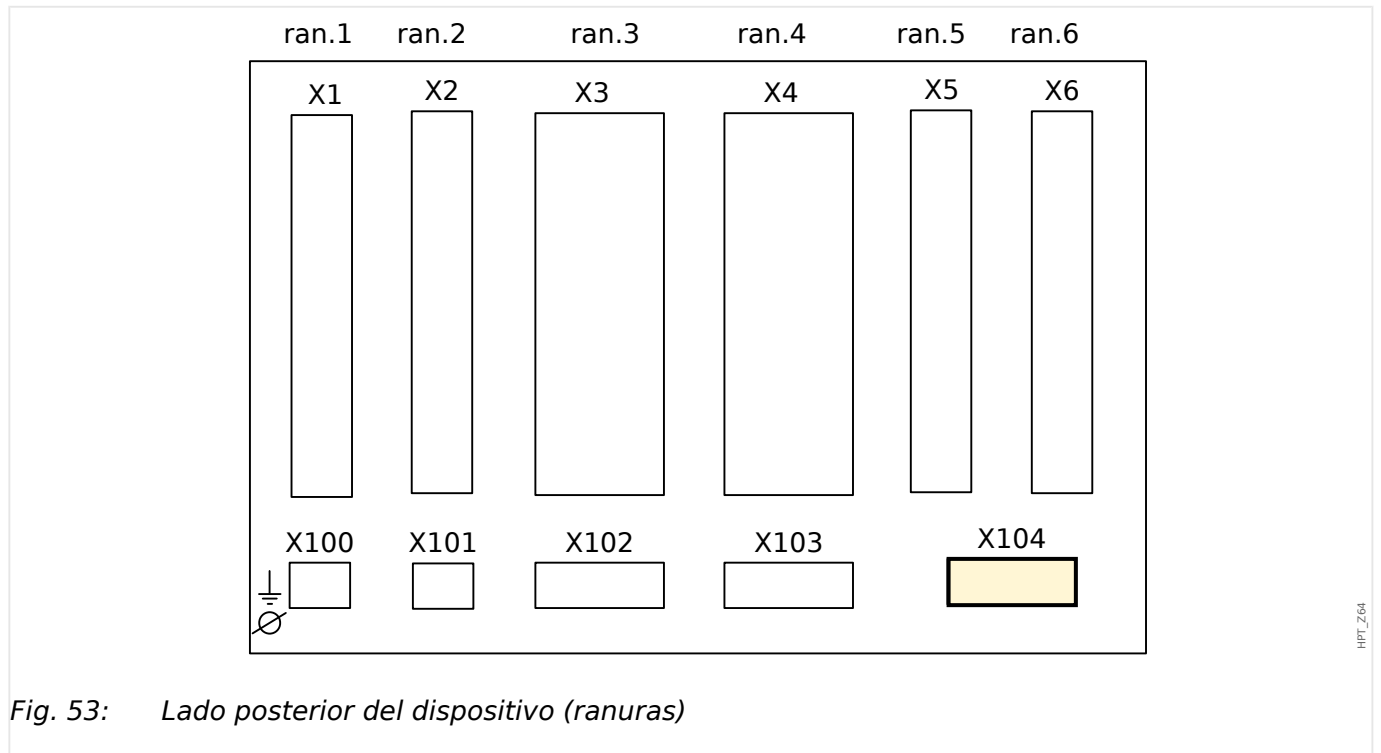 ran.1 ran.2 ran.3 ran.4 ran.5 ran.6
X1 X2 X3 X4 X5 X6
X100 X101 X102 X103 X104
HPT_Z64
Fig. 53: Lado posterior del dispositivo (ranuras)